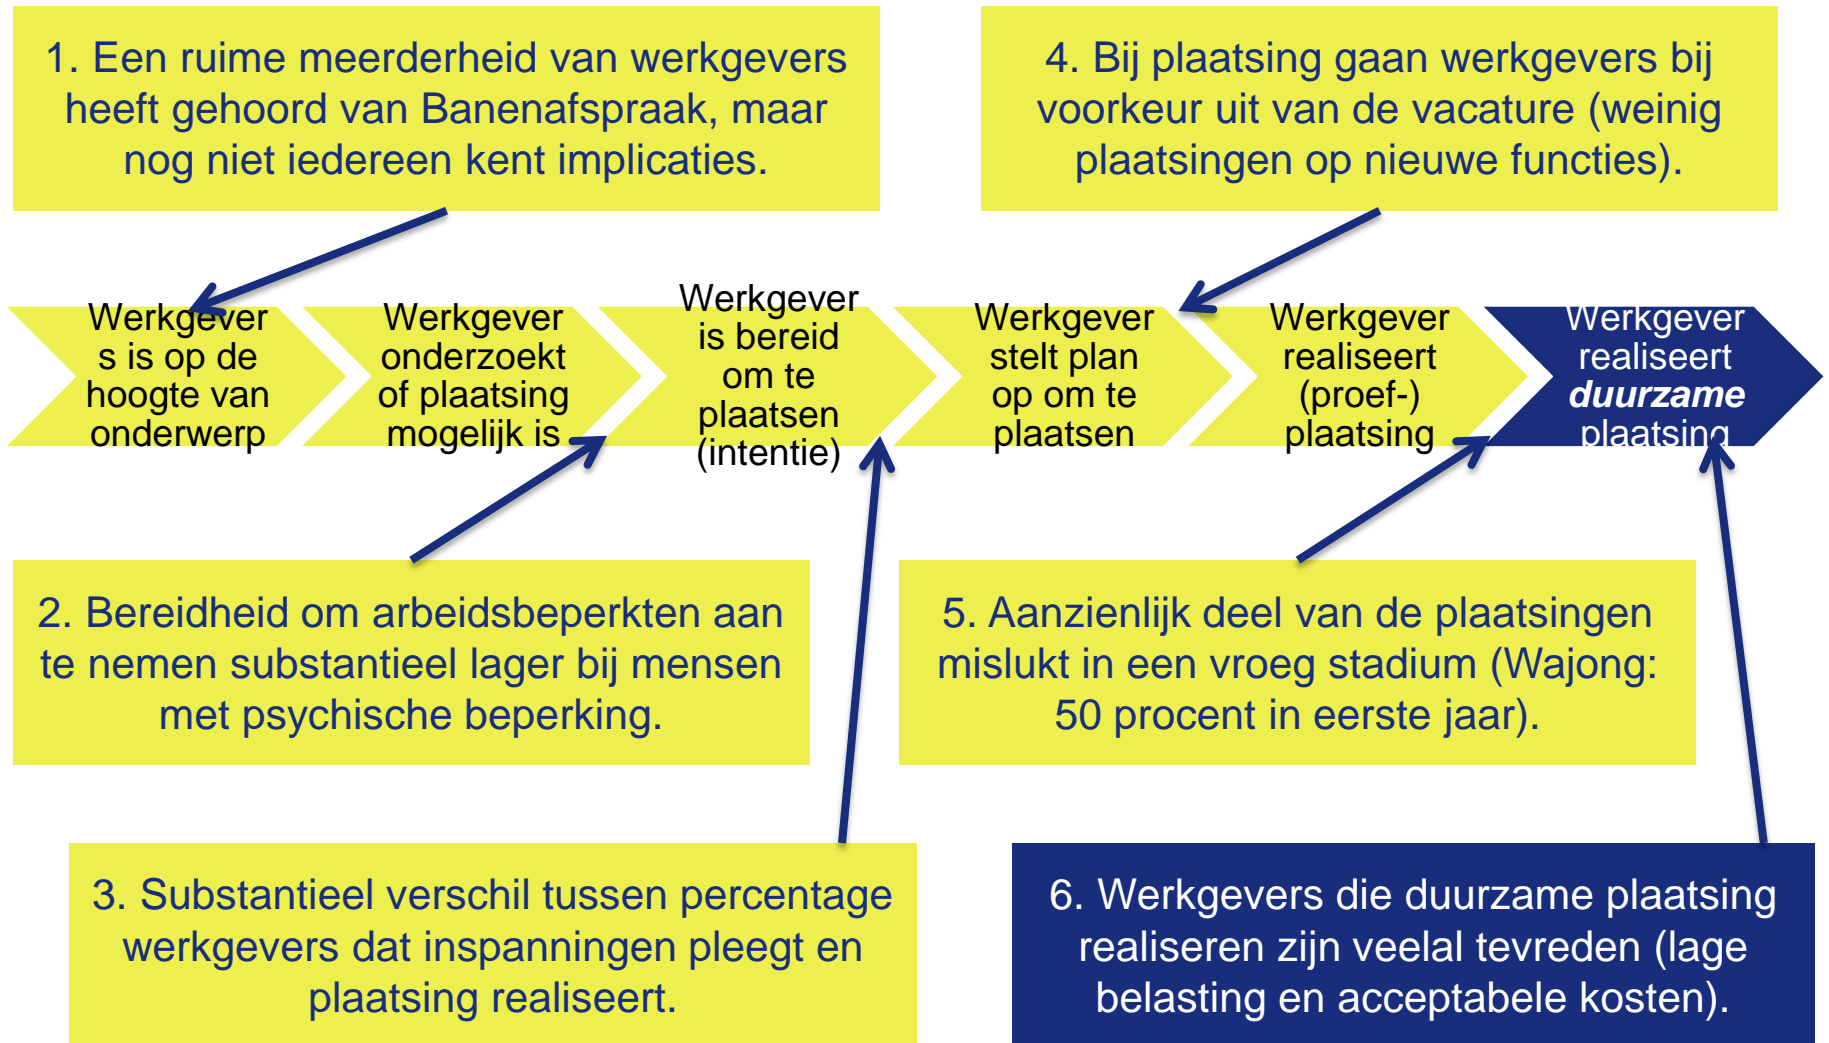 1. Een ruime meerderheid van werkgevers
heeft gehoord van Banenafspraak, maar
nog niet iedereen kent implicaties.
4. Bij plaatsing gaan werkgevers bij
voorkeur uit van de vacature (weinig
plaatsingen op nieuwe functies).
Werkgever
s is op de
hoogte van
onderwerp
Werkgever
onderzoekt
of plaatsing
mogelijk is
Werkgever
is bereid
om te
plaatsen
(intentie)
Werkgever
stelt plan
op om te
plaatsen
Werkgever
realiseert
(proef-)
plaatsing
Werkgever
realiseert
duurzame
plaatsing
2. Bereidheid om arbeidsbeperkten aan
te nemen substantieel lager bij mensen
met psychische beperking.
5. Aanzienlijk deel van de plaatsingen
mislukt in een vroeg stadium (Wajong:
50 procent in eerste jaar).
3. Substantieel verschil tussen percentage
werkgevers dat inspanningen pleegt en
plaatsing realiseert.
6. Werkgevers die duurzame plaatsing
realiseren zijn veelal tevreden (lage
belasting en acceptabele kosten).